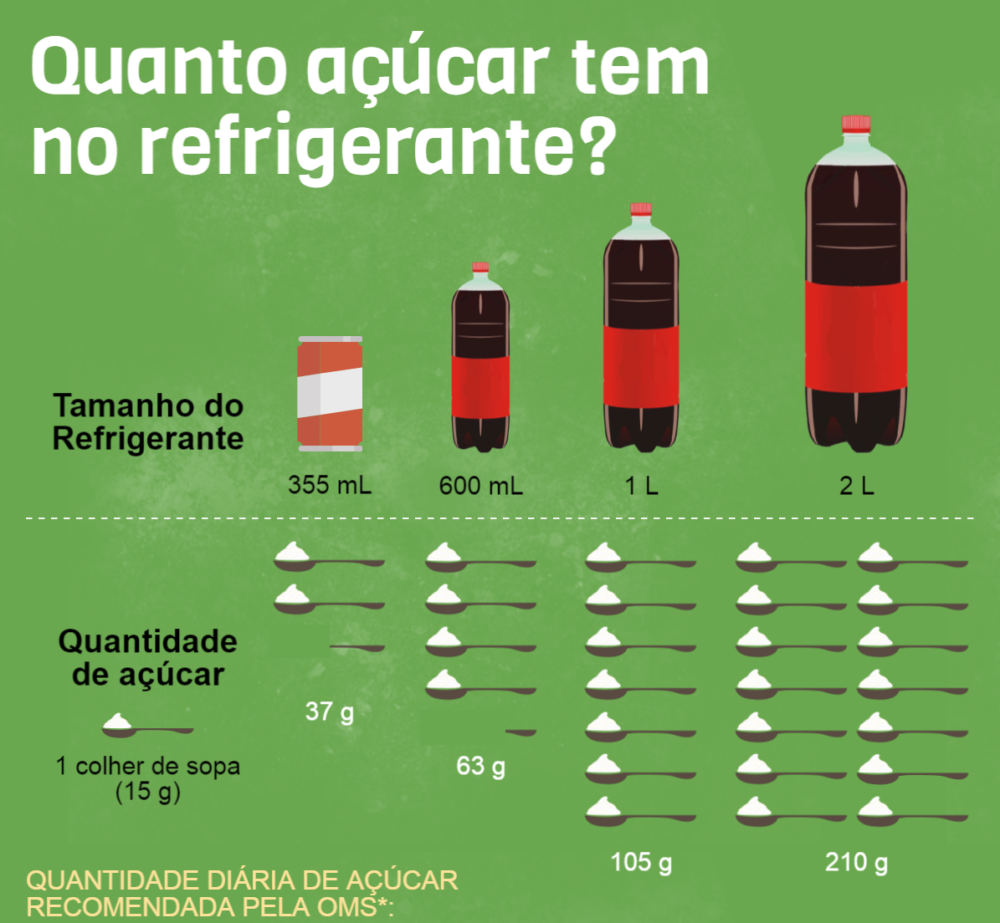 Quanto açúcar tem
no refrigerante?
Tamanho do
Refrigerante
355 mL
600 mL
1 L
2 L
Quantidade
de açúcar
1 colher de sopa
(15 g)
37 g
63 g
105 g
210 g
QUANTIDADE DIÁRIA DE AÇÚCAR
RECOMENDADA PELA OMS*: